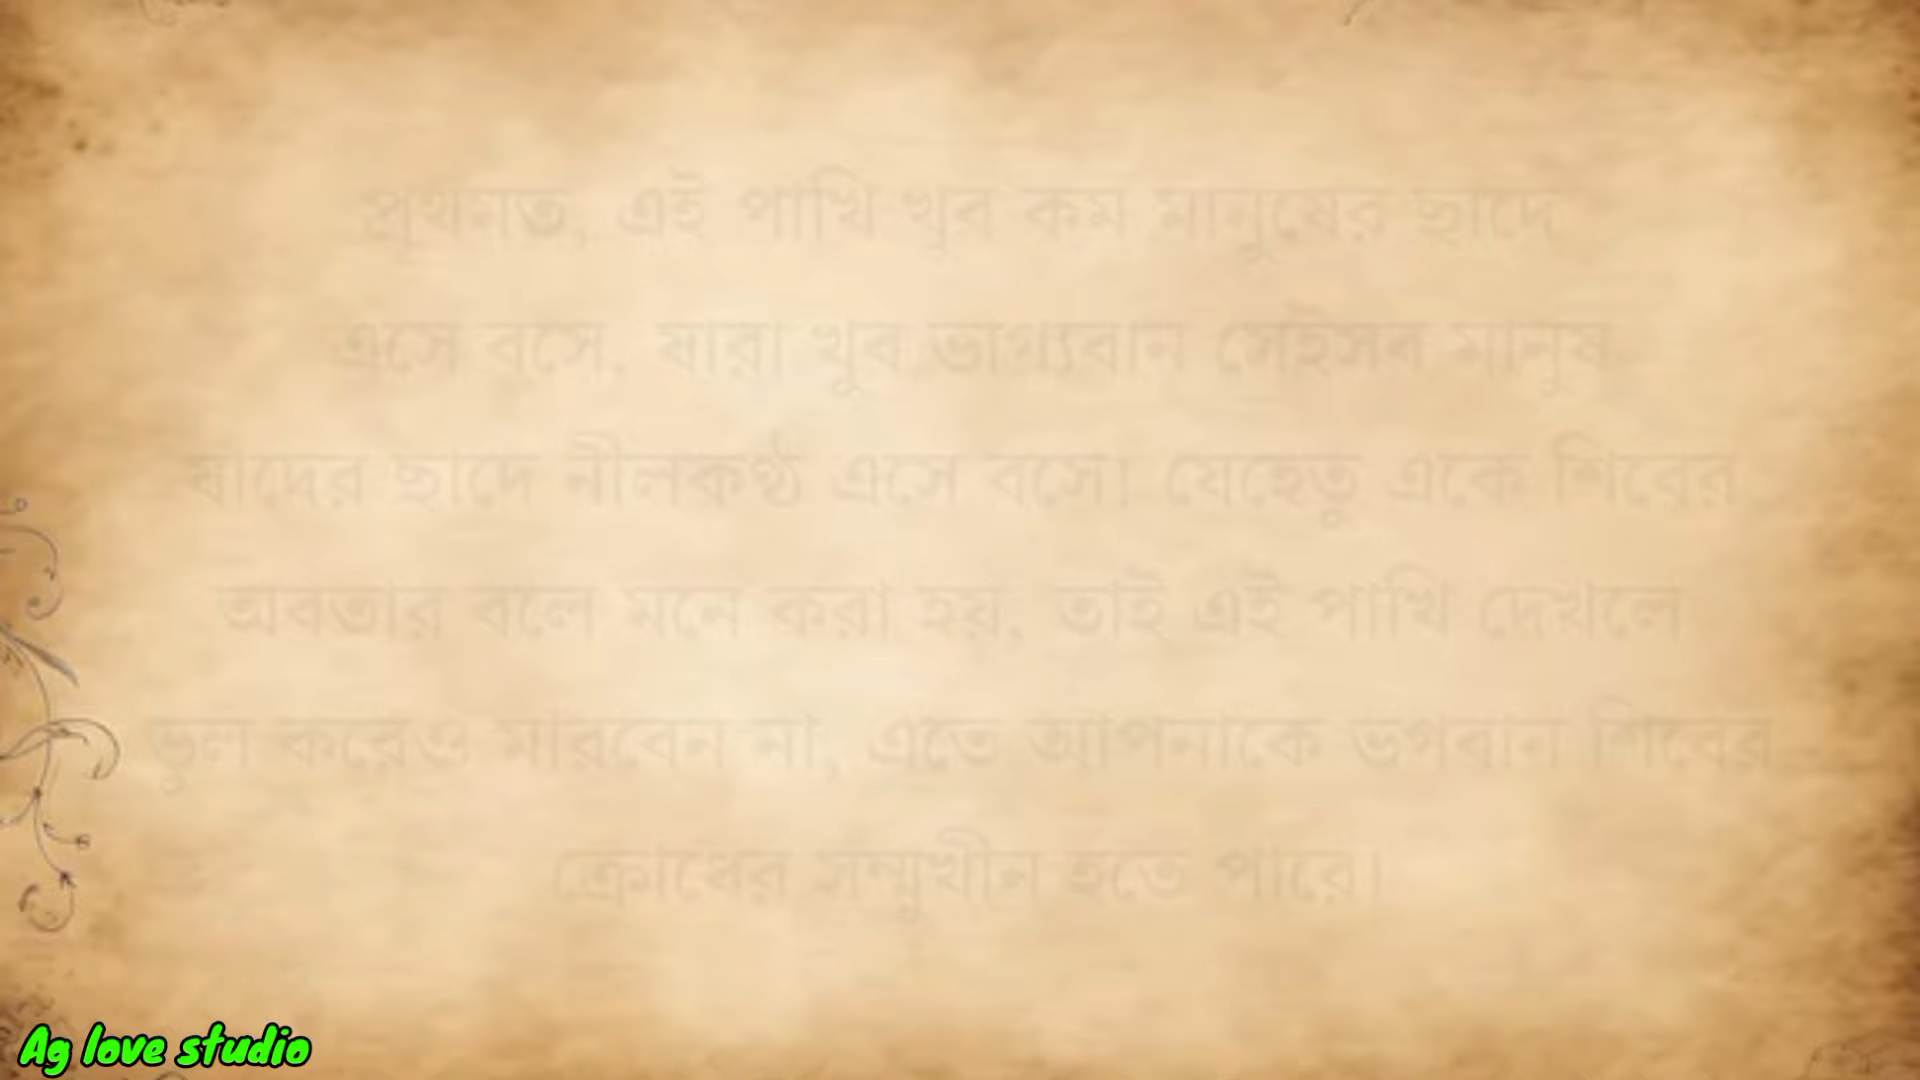 প্রথমত, এই পাখি খুব কম মানুষের ছাদে
এসে বসে, যারা খুব ভাগ্যবান সেইসব মানুষ
যাদের ছাদে নীলকণ্ঠ এসে বসে! যেহেতু একে শিবের
অবতার বলে মনে করা হয়, তাই এই পাখি দেখলে
ভুল করেও মারবেন না, এতে আপনাকে ভগবান শিবের
ক্রোধের সম্মুখীন হতে পারে।
Ag love studio